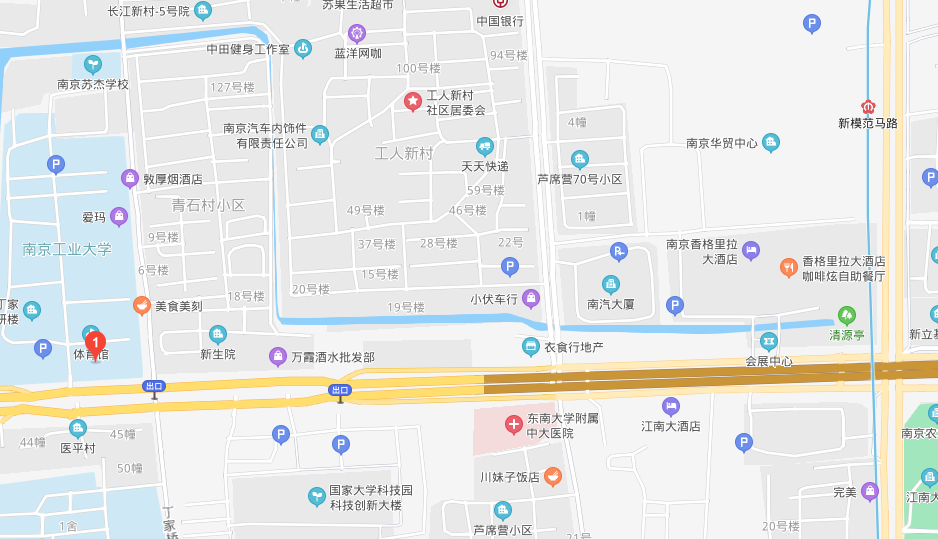 长江新村-5号院
苏果生活超市
中国银行
蓝洋网咖
中田健身工作室
94号楼
100号楼
南京苏杰学校
127号楼
工人新村
社区居委会
新模范马路
4幢
南京汽车内饰件
有限责任公司
南京华贸中心
工人新村
天天快递
芦席营70号小区
敦厚烟酒店
59号楼
青石村小区
49号楼
46号楼
1幢
爱玛
9号楼
37号楼
28号楼
22号
南京工业大学
南京香格里拉
大酒店
香格里拉大酒店
咖啡炫自助餐厅
6号楼
15号楼
20号楼
18号楼
19号楼
小伏车行
南汽大厦
丁家
研楼
美食美刻
清源亭
新立基
1
体育馆
新生院
万霞酒水批发部
衣食行地产
会展中心
出口
出口
东南大学附属
中大医院
江南大酒店
44幢
45幢
医平村
50幢
南京农
川妹子饭店
国家大学科技园
科技创新大楼
完美
江南大
1舍
丁家桥
芦席营小区
21号
20号楼
P
P
P
P
P
P
P
P
P